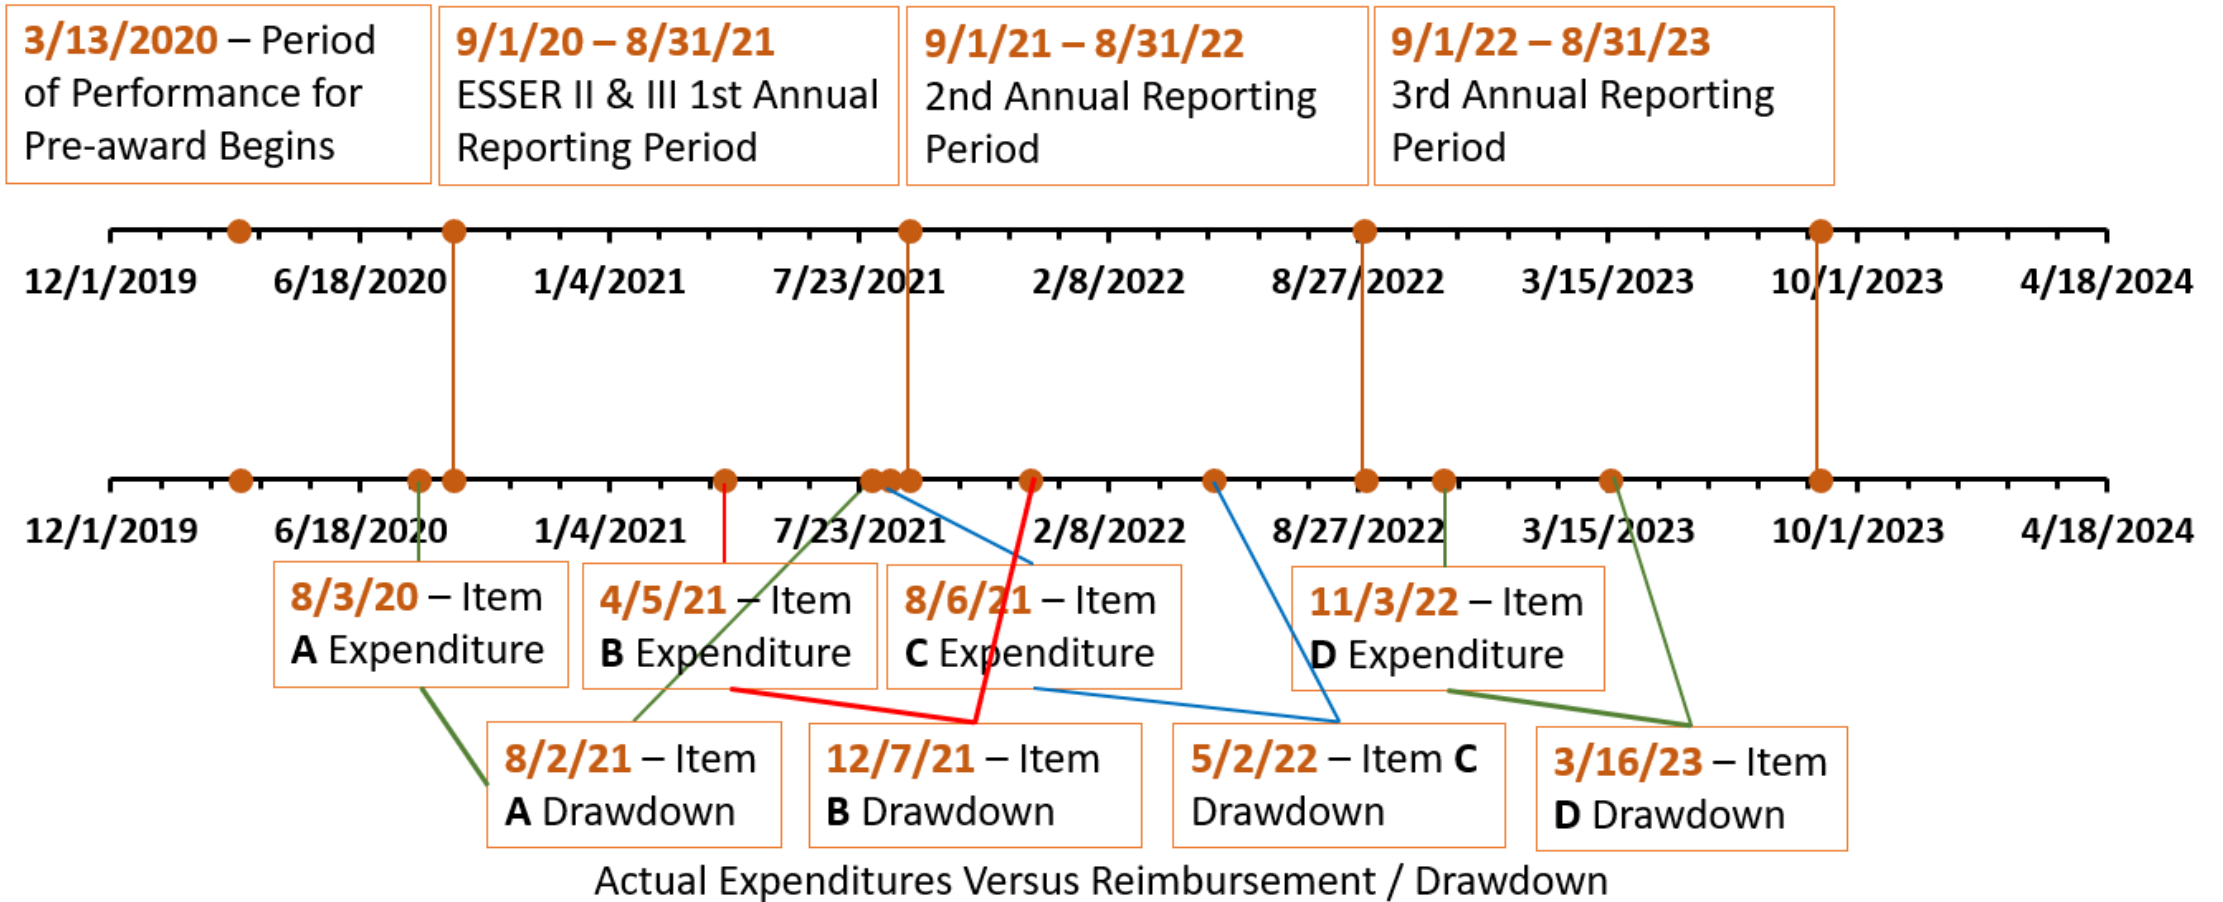 3/13/2020 – Period
of Performance for
Pre-award Begins
9/1/20 – 8/31/21
ESSER II & III 1st Annual
Reporting Period
9/1/21 – 8/31/22
2nd Annual Reporting
Period
9/1/22 – 8/31/23
3rd Annual Reporting
Period
12/1/2019 6/18/2020 1/4/2021 7/23/2021 2/8/2022 8/27/2022 3/15/2023 10/1/2023 4/18/2024
12/1/2019 6/18/2020 1/4/2021 7/23/2021 2/8/2022 8/27/2022 3/15/2023 10/1/2023 4/18/2024
8/3/20 – Item
A Expenditure
4/5/21 – Item
B Expenditure
8/6/21 – Item
C Expenditure
11/3/22 – Item
D Expenditure
8/2/21 – Item
A Drawdown
12/7/21 – Item
B Drawdown
5/2/22 – Item C
Drawdown
3/16/23 – Item
D Drawdown
Actual Expenditures Versus Reimbursement / Drawdown